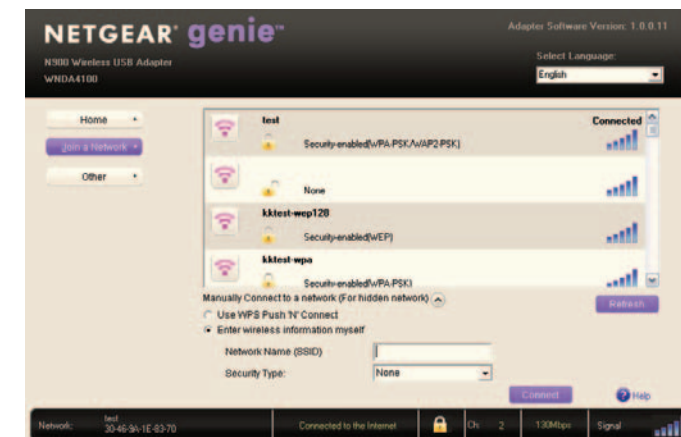 NETGEAR® genie™
Adapter Software Version: 1.0.0.11
N900 Wireless USB Adapter
WNDA4100
Select Language:
English
Home
Join a Network
Other
test
Connected
Security-enabled(WPA-PSK/WAP2-PSK)
None
kktest-wep128
Security-enabled(WEP)
kktest-wpa
Security-enabled(WPA-PSK)
Manually Connect to a network (For hidden network)
Refresh
Use WPS Push 'N' Connect
Enter wireless information myself
Network Name (SSID)
Security Type:
None
Connect
? Help
Network:
test
30-46-9A-1E-83-70
Connected to the Internet
Ch: 2
130Mbps
Signal